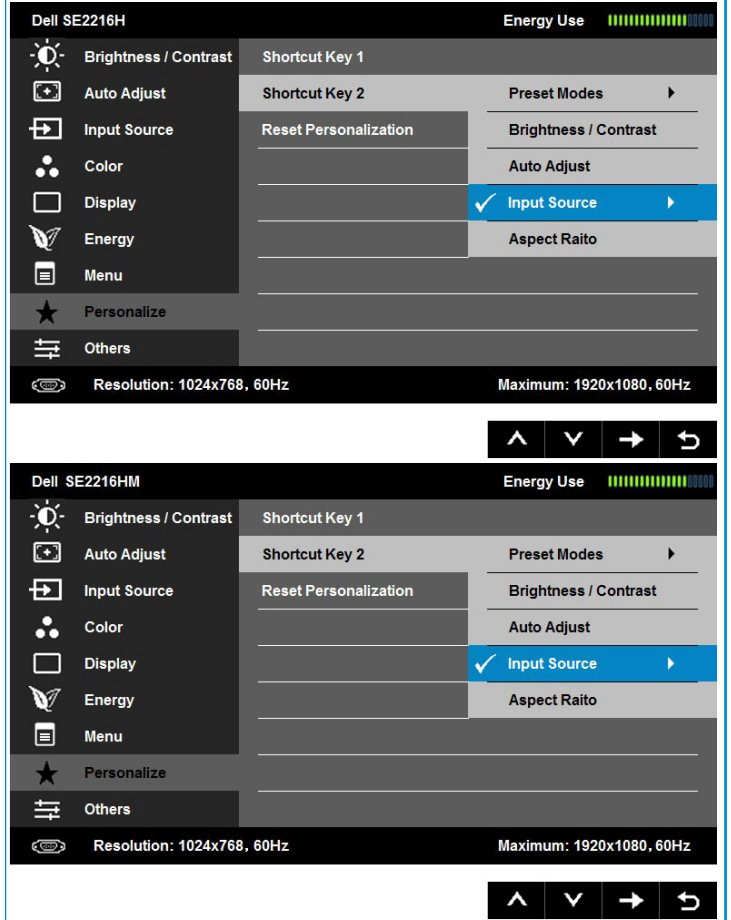 Dell SE2216H Energy Use
Brightness / Contrast Shortcut Key 1
Auto Adjust Shortcut Key 2 Preset Modes
Input Source Reset Personalization Brightness / Contrast
Color Auto Adjust
Display Input Source
Energy Aspect Raito
Menu
Personalize
Others
Resolution: 1024x768, 60Hz Maximum: 1920x1080, 60Hz
Dell SE2216HM Energy Use
Brightness / Contrast Shortcut Key 1
Auto Adjust Shortcut Key 2 Preset Modes
Input Source Reset Personalization Brightness / Contrast
Color Auto Adjust
Display Input Source
Energy Aspect Raito
Menu
Personalize
Others
Resolution: 1024x768, 60Hz Maximum: 1920x1080, 60Hz